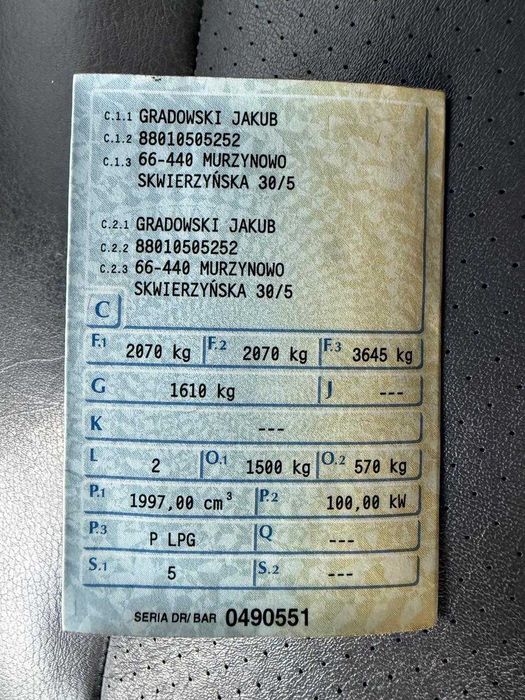 C.1.1 GRADOWSKI JAKUB
C.1.2 88010505252
C.1.3 66-440 MURZYNOWO
SKWIERZYŃSKA 30/5
C.2.1 GRADOWSKI JAKUB
C.2.2 88010505252
C.2.3 66-440 MURZYNOWO
SKWIERZYŃSKA 30/5
C
F.1 2070 kg F.2 2070 kg F.3 3645 kg
G 1610 kg J ---
K ---
L 2 O.1 1500 kg O.2 570 kg
P.1 1997,00 cm³ P.2 100,00 kW
P.3 P LPG Q ---
S.1 5 S.2 ---
SERIA DR/BAR 0490551